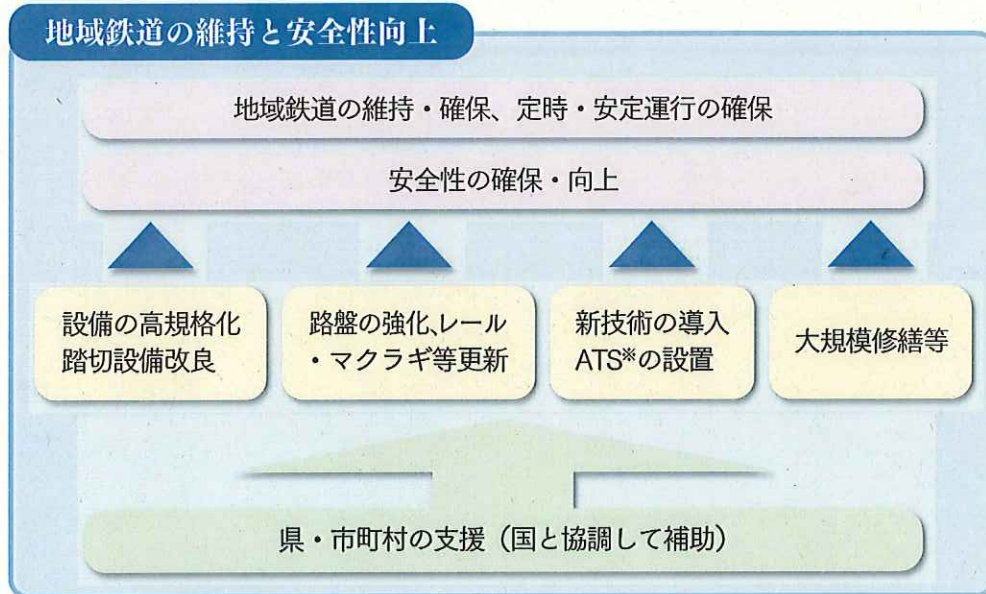 地域鉄道の維持と安全性向上
地域鉄道の維持・確保、定時・安定運行の確保
安全性の確保・向上
設備の高規格化
踏切設備改良
路盤の強化、レール
・マクラギ等更新
新技術の導入
ATS※の設置
大規模修繕等
県・市町村の支援（国と協調して補助）